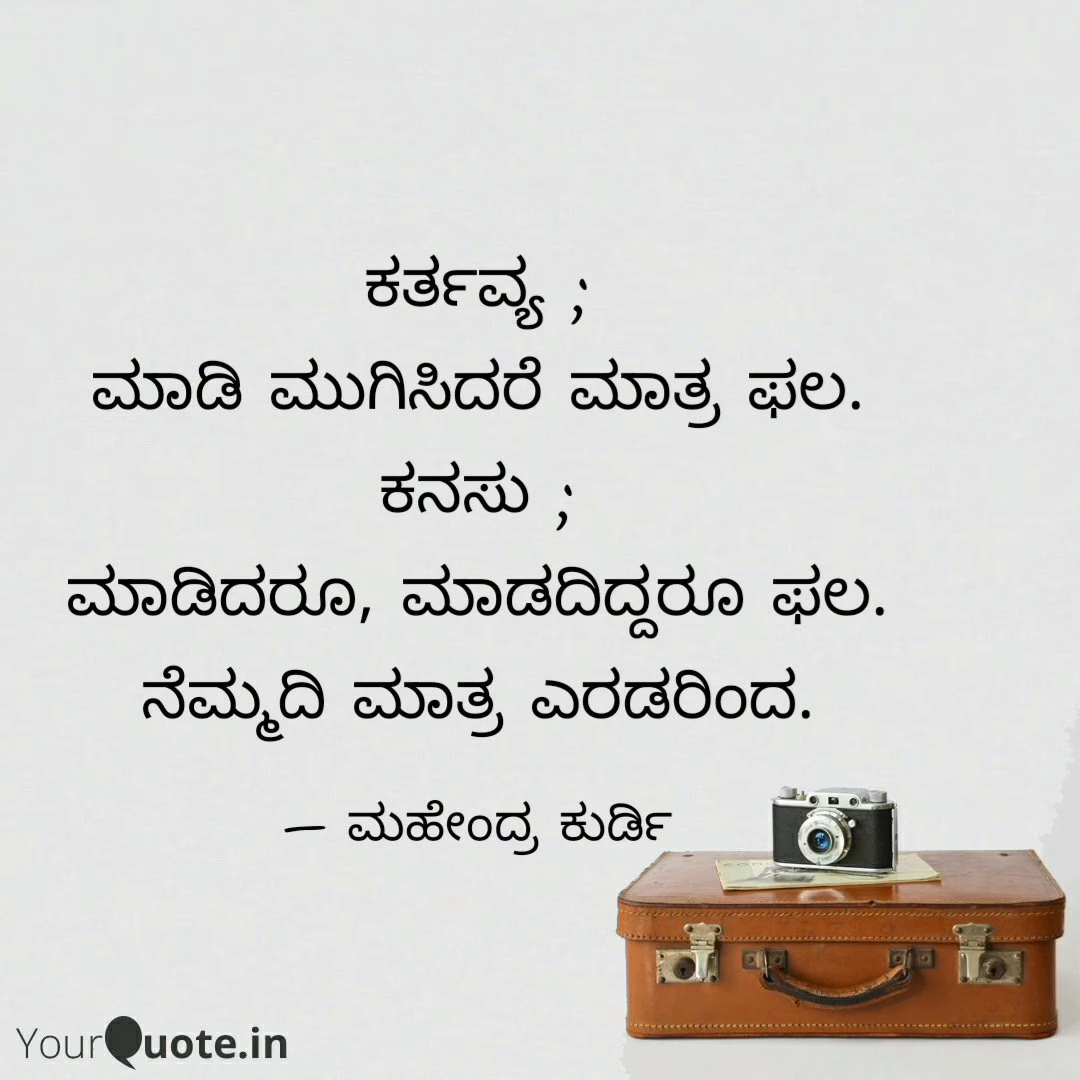 ಕರ್ತವ್ಯ ;
ಮಾಡಿ ಮುಗಿಸಿದರೆ ಮಾತ್ರ ಫಲ.
ಕನಸು ;
ಮಾಡಿದರೂ, ಮಾಡದಿದ್ದರೂ ಫಲ.
ನೆಮ್ಮದಿ ಮಾತ್ರ ಎರಡರಿಂದ.
— ಮಹೇಂದ್ರ ಕುರ್ಡಿ
YourQuote.in